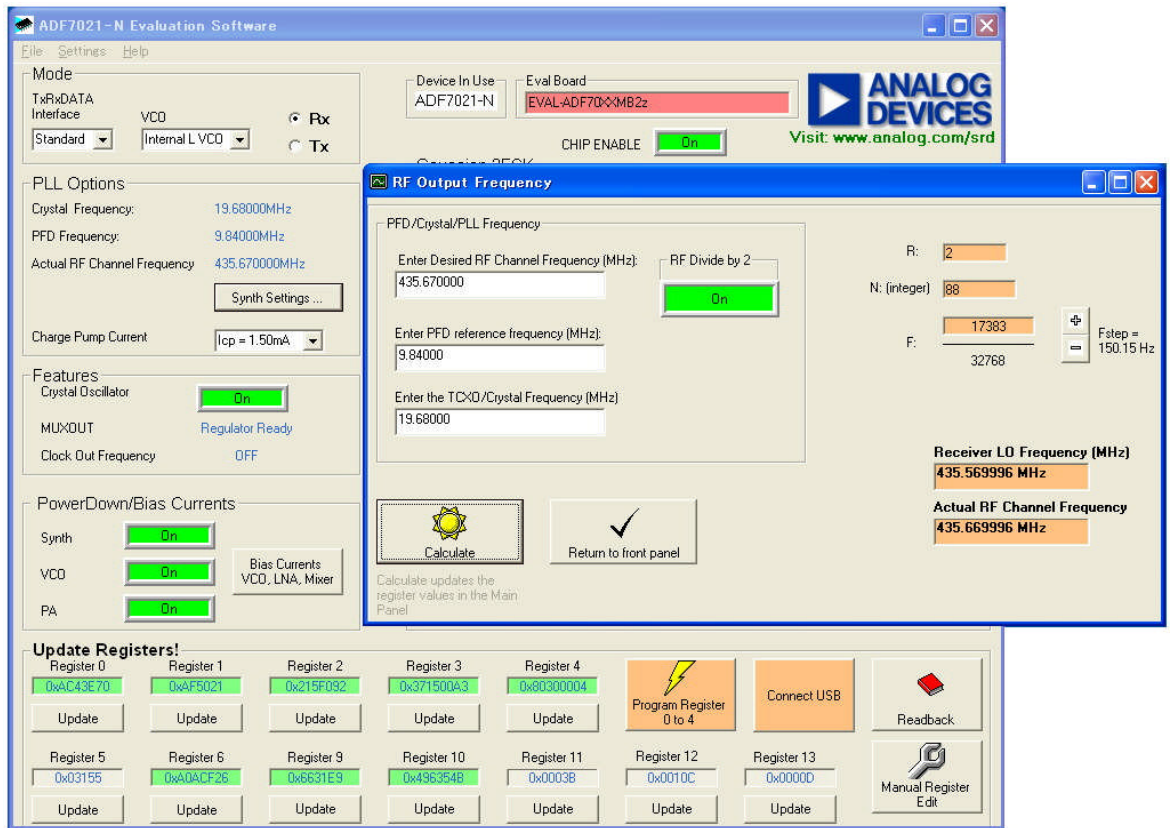 ADF7021-N Evaluation Software
File Settings Help
Mode
TxRxDATA
Interface
VCO
Standard
Internal L VCO
Rx
Tx
Device In Use
ADF7021-N
Eval Board
EVAL-ADF70XXMB2z
CHIP ENABLE
On
ANALOG
DEVICES
Visit: www.analog.com/srd
PLL Options
Crystal Frequency: 19.68000MHz
PFD Frequency: 9.84000MHz
Actual RF Channel Frequency 435.670000MHz
Synth Settings ...
Charge Pump Current
Icp = 1.50mA
Features
Crystal Oscillator
On
MUXOUT Regulator Ready
Clock Out Frequency OFF
PowerDown/Bias Currents
Synth On
VCO On
PA On
Bias Currents
VCO, LNA, Mixer
RF Output Frequency
PFD/Crystal/PLL Frequency
Enter Desired RF Channel Frequency (MHz):
435.670000
RF Divide by 2
On
Enter PFD reference frequency (MHz):
9.84000
Enter the TCXO/Crystal Frequency (MHz)
19.68000
R: 2
N: (integer) 88
F: 17383
32768
+
-
Fstep =
150.15 Hz
Receiver LO Frequency (MHz)
435.569996 MHz
Actual RF Channel Frequency
435.669996 MHz
Calculate
Return to front panel
Calculate updates the
register values in the Main
Panel
Update Registers!
Register 0 Register 1 Register 2 Register 3 Register 4
0xAC43E70 0xAF5021 0x215F092 0x371500A3 0x80300004
Update Update Update Update Update
Program Register
0 to 4
Connect USB
Readback
Register 5 Register 6 Register 9 Register 10 Register 11 Register 12 Register 13
0x03155 0xA0ACF26 0x6631E9 0x496354B 0x0003B 0x0010C 0x0000D
Update Update Update Update Update Update Update
Manual Register
Edit